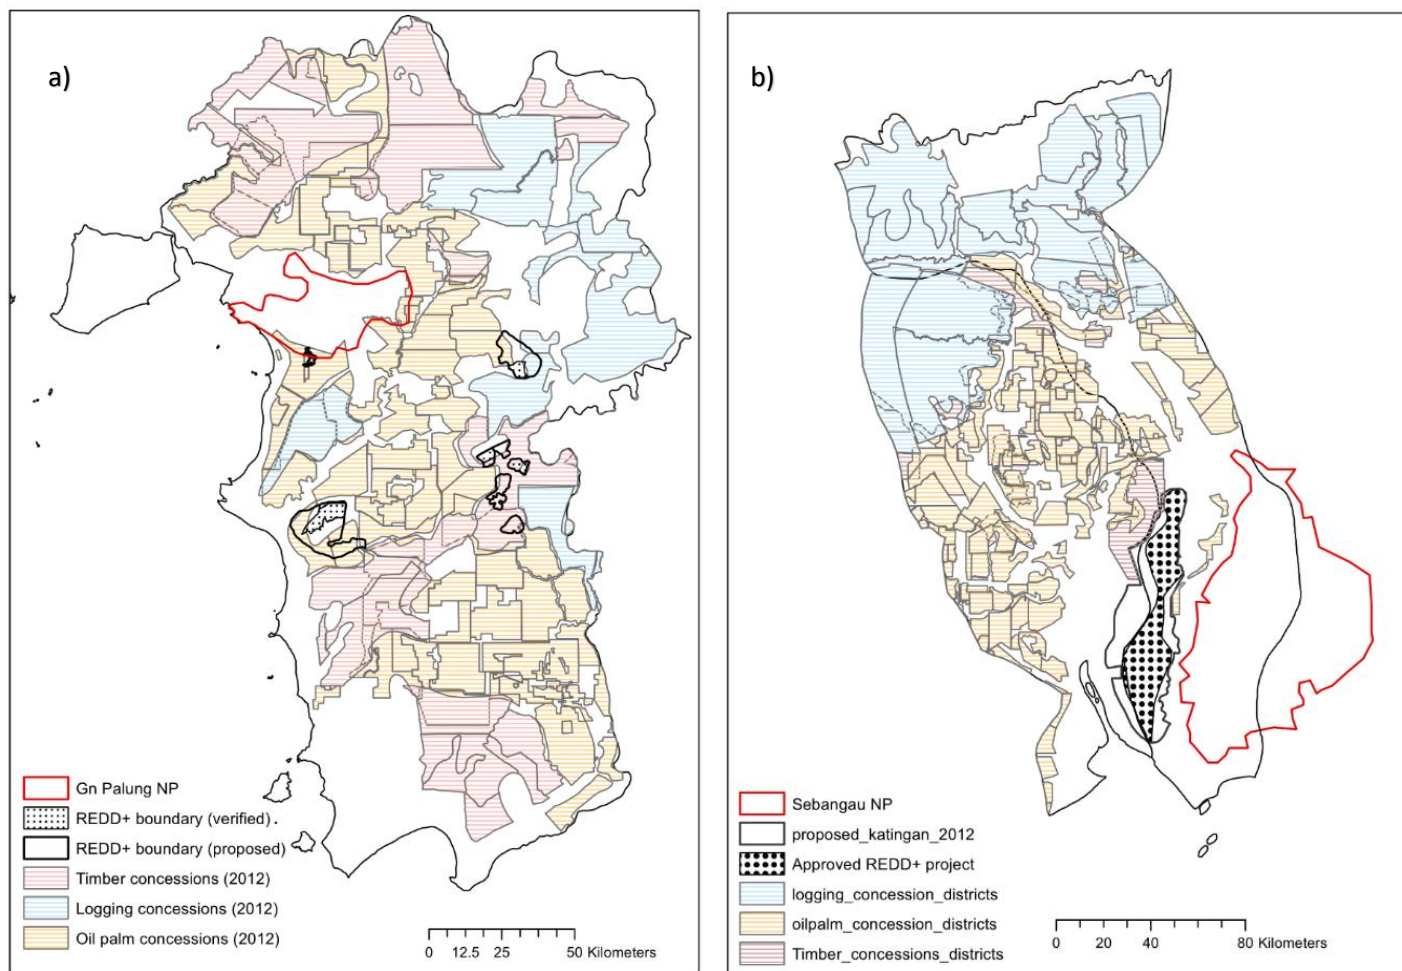 a)
Gn Palung NP
REDD+ boundary (verified) .
REDD+ boundary (proposed)
Timber concessions (2012)
Logging concessions (2012)
Oil palm concessions (2012)
0 12.5 25 50 Kilometers
b)
Sebangau NP
proposed_katingan_2012
Approved REDD+ project
logging_concession_districts
oilpalm_concession_districts
Timber_concessions_districts
0 20 40 80 Kilometers